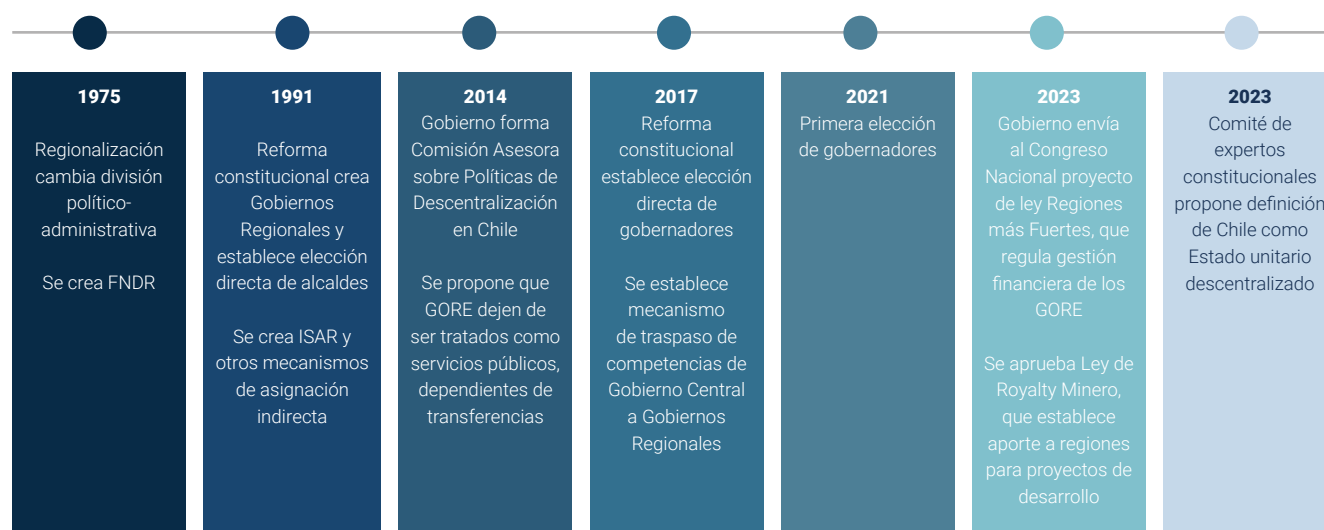 1975
Regionalización
cambia división
político-
administrativa
Se crea FNDR
1991
Reforma
constitucional crea
Gobiernos
Regionales y
establece elección
directa de alcaldes
Se crea ISAR y
otros mecanismos
de asignación
indirecta
2014
Gobierno forma
Comisión Asesora
sobre Políticas de
Descentralización
en Chile
Se propone que
GORE dejen de
ser tratados como
servicios públicos,
dependientes de
transferencias
2017
Reforma
constitucional
establece elección
directa de
gobernadores
Se establece
mecanismo
de traspaso de
competencias de
Gobierno Central
a Gobiernos
Regionales
2021
Primera elección
de gobernadores
2023
Gobierno envía
al Congreso
Nacional proyecto
de ley Regiones
más Fuertes, que
regula gestión
financiera de los
GORE
Se aprueba Ley de
Royalty Minero,
que establece
aporte a regiones
para proyectos de
desarrollo
2023
Comité de
expertos
constitucionales
propone definición
de Chile como
Estado unitario
descentralizado